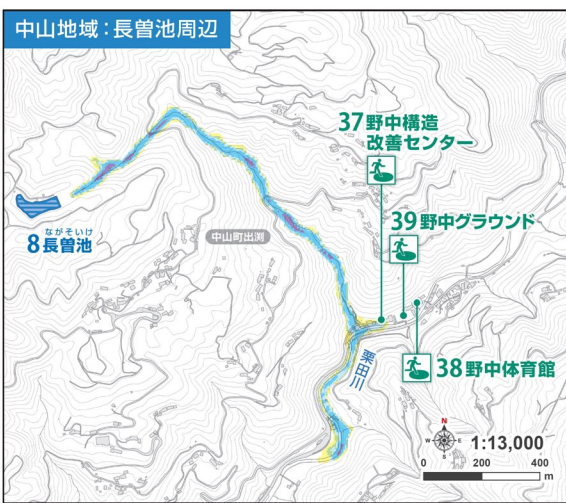 中山地域：長曽池周辺
37野中構造
改善センター
39野中グラウンド
ながそいけ
8長曽池
中山町出渕
栗田川
38野中体育館
N
W
E
S
1:13,000
0 200 400
m